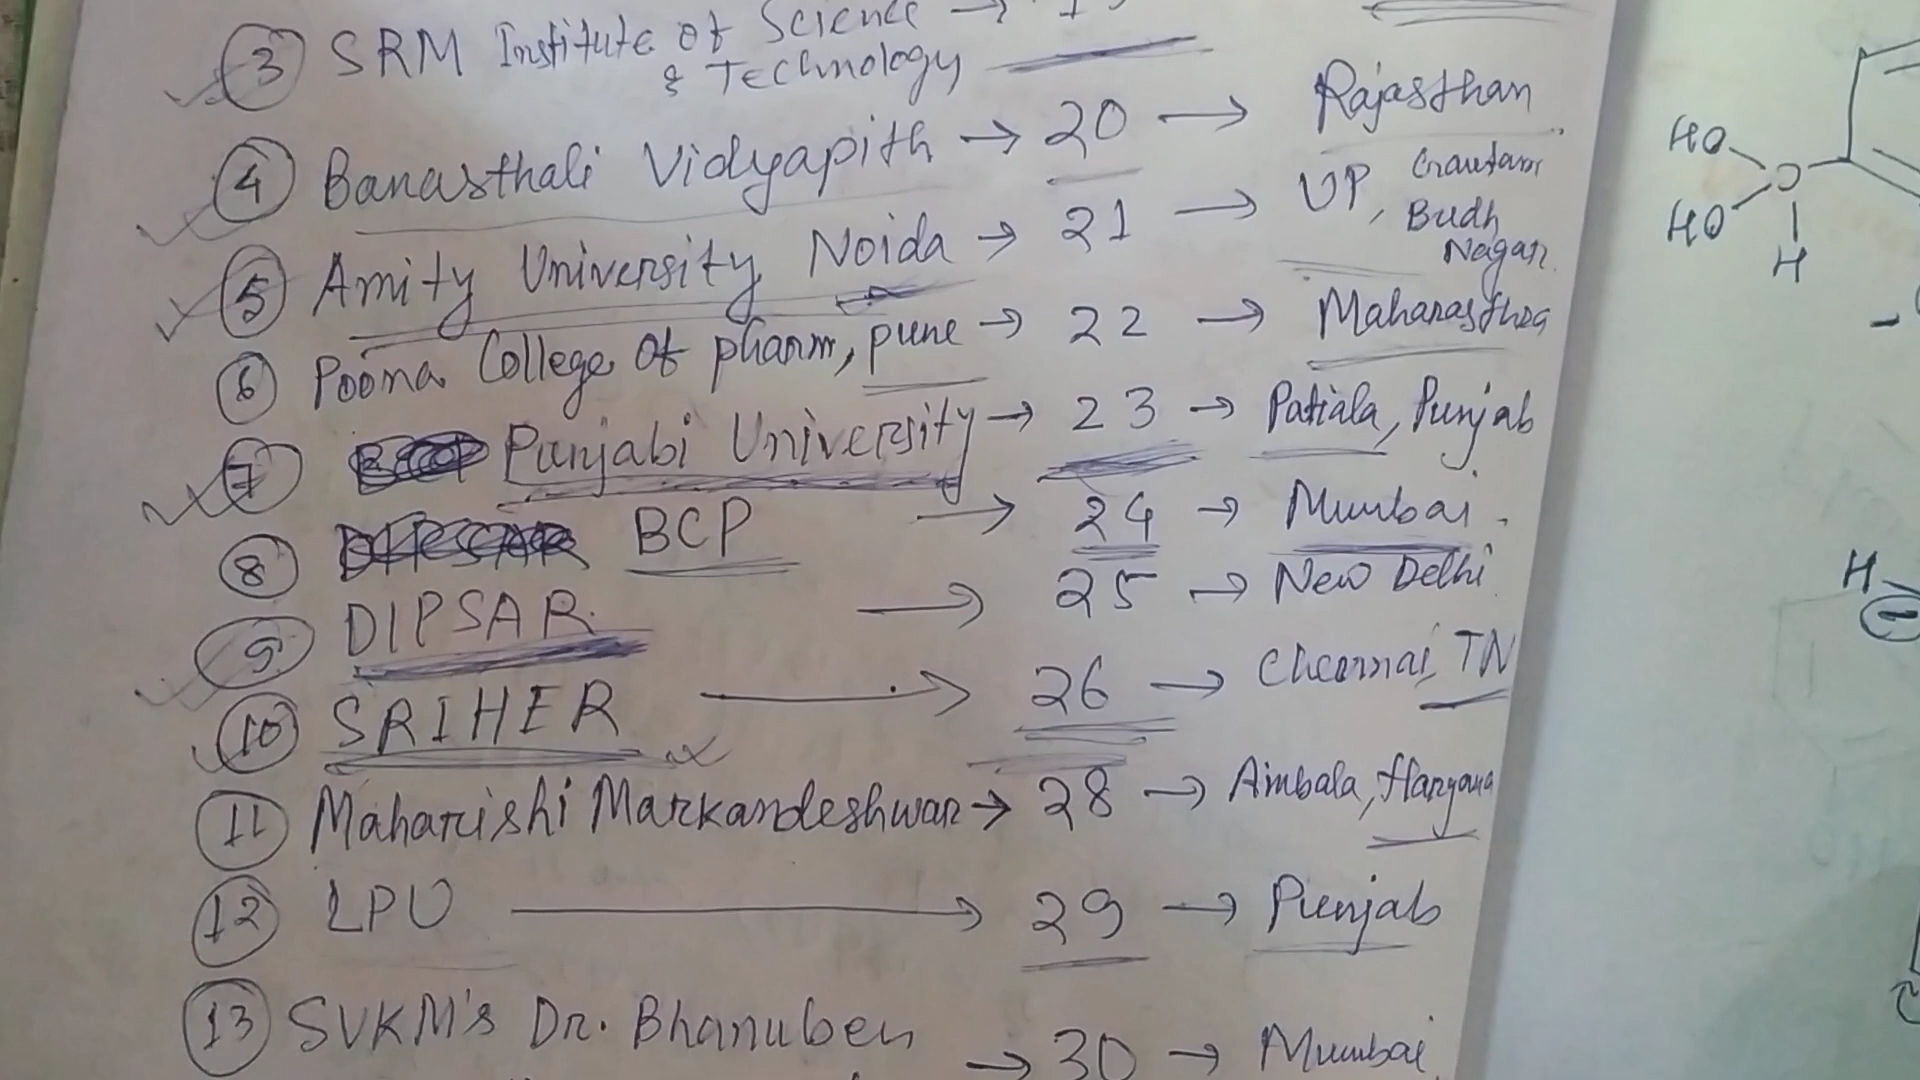 ③ SRM Institute of Science →
& Technology
④ Banasthali Vidyapith → 20 → Rajasthan
⑤ Amity University Noida → 21 → UP, Gautam
Budh
Nagar.
⑥ Poona College of pharm, pune → 22 → Maharasthra
⑦ Punjabi University → 23 → Patiala, Punjab
⑧ BCP → 24 → Mumbai.
⑨ DIPSAR. → 25 → New Delhi
⑩ SRIHER → 26 → Chennai, TN
⑪ Maharishi Markandeshwar → 28 → Ambala, Haryana
⑫ LPU → 29 → Punjab
⑬ SVKM's Dr. Bhanuben → 30 → Mumbai
HO
HO
H
H